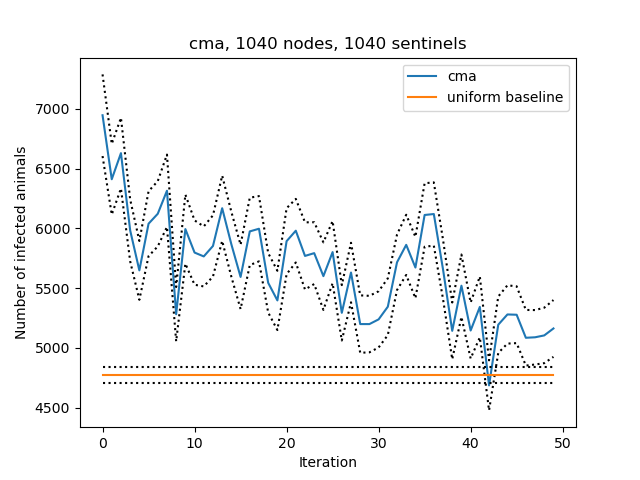 cma, 1040 nodes, 1040 sentinels
cma
uniform baseline
Number of infected animals
7000
6500
6000
5500
5000
4500
0 10 20 30 40 50
Iteration